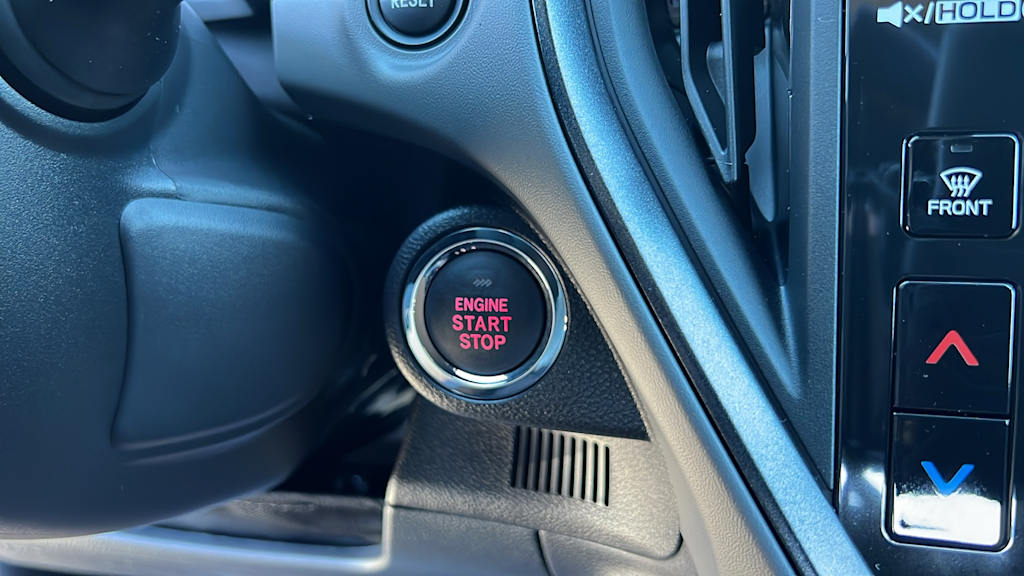 RESET
/HOLD
FRONT
ENGINE
START
STOP